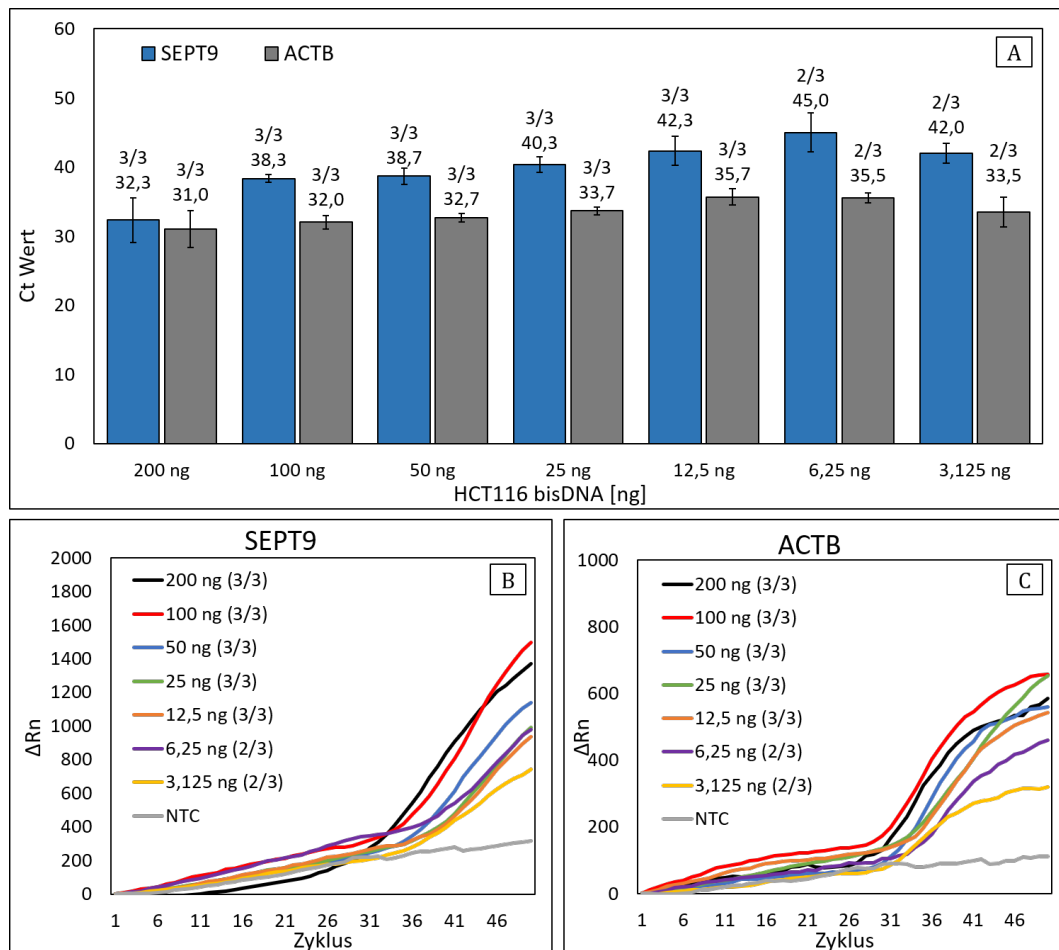 60
50
40
30
20
10
0
Ct Wert
SEPT9 ACTB
A
3/3
32,3
3/3
31,0
3/3
38,3
3/3
32,0
3/3
38,7
3/3
32,7
3/3
40,3
3/3
33,7
3/3
42,3
3/3
35,7
2/3
45,0
2/3
35,5
2/3
42,0
2/3
33,5
200 ng 100 ng 50 ng 25 ng 12,5 ng 6,25 ng 3,125 ng
HCT116 bisDNA [ng]
SEPT9
B
2000
1800
1600
1400
1200
1000
800
600
400
200
0
ΔRn
200 ng (3/3)
100 ng (3/3)
50 ng (3/3)
25 ng (3/3)
12,5 ng (3/3)
6,25 ng (2/3)
3,125 ng (2/3)
NTC
1 6 11 16 21 26 31 36 41 46
Zyklus
ACTB
C
1000
800
600
400
200
0
ΔRn
200 ng (3/3)
100 ng (3/3)
50 ng (3/3)
25 ng (3/3)
12,5 ng (3/3)
6,25 ng (2/3)
3,125 ng (2/3)
NTC
1 6 11 16 21 26 31 36 41 46
Zyklus